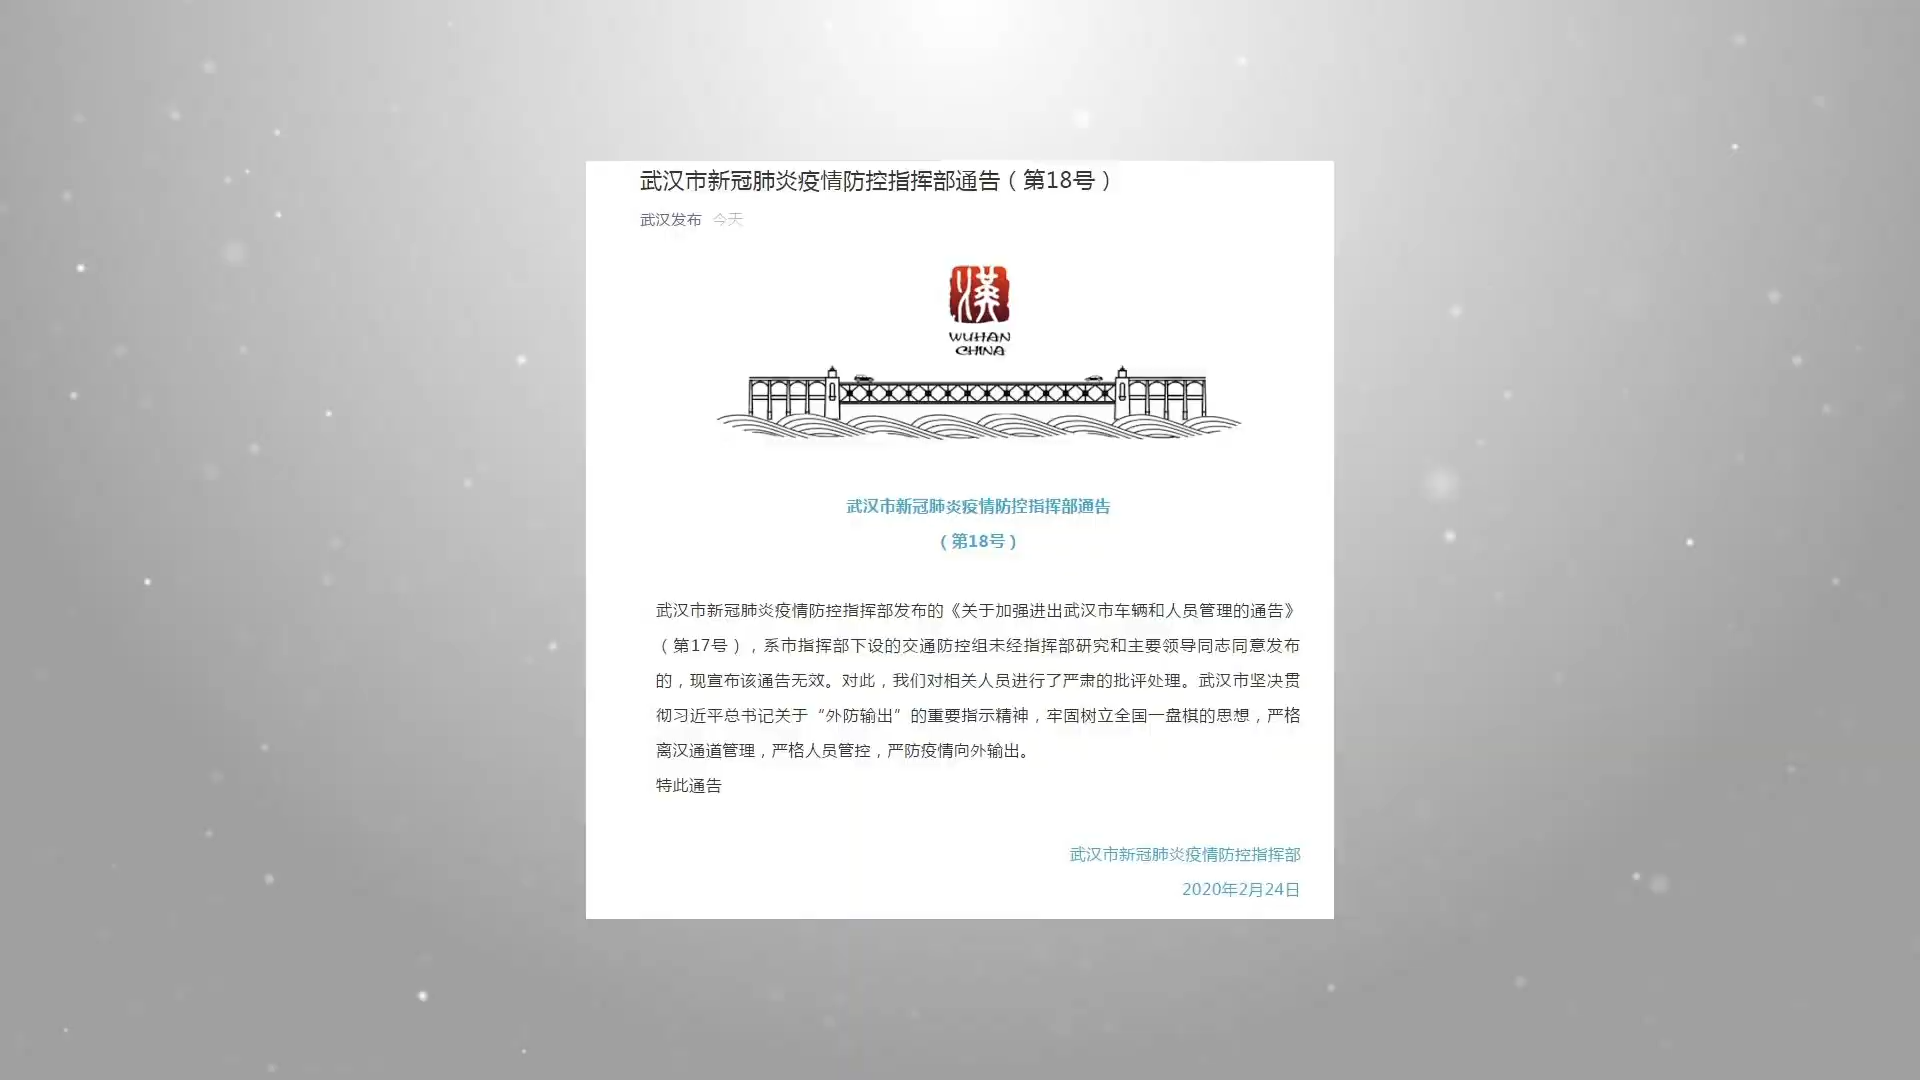 武汉市新冠肺炎疫情防控指挥部通告（第18号）
武汉发布 今天
漢
WUHAN
CHINA
武汉市新冠肺炎疫情防控指挥部通告
（第18号）
武汉市新冠肺炎疫情防控指挥部发布的《关于加强进出武汉市车辆和人员管理的通告》
（第17号），系市指挥部下设的交通防控组未经指挥部研究和主要领导同志同意发布
的，现宣布该通告无效。对此，我们对相关人员进行了严肃的批评处理。武汉市坚决贯
彻习近平总书记关于“外防输出”的重要指示精神，牢固树立全国一盘棋的思想，严格
离汉通道管理，严格人员管控，严防疫情向外输出。
特此通告
武汉市新冠肺炎疫情防控指挥部
2020年2月24日